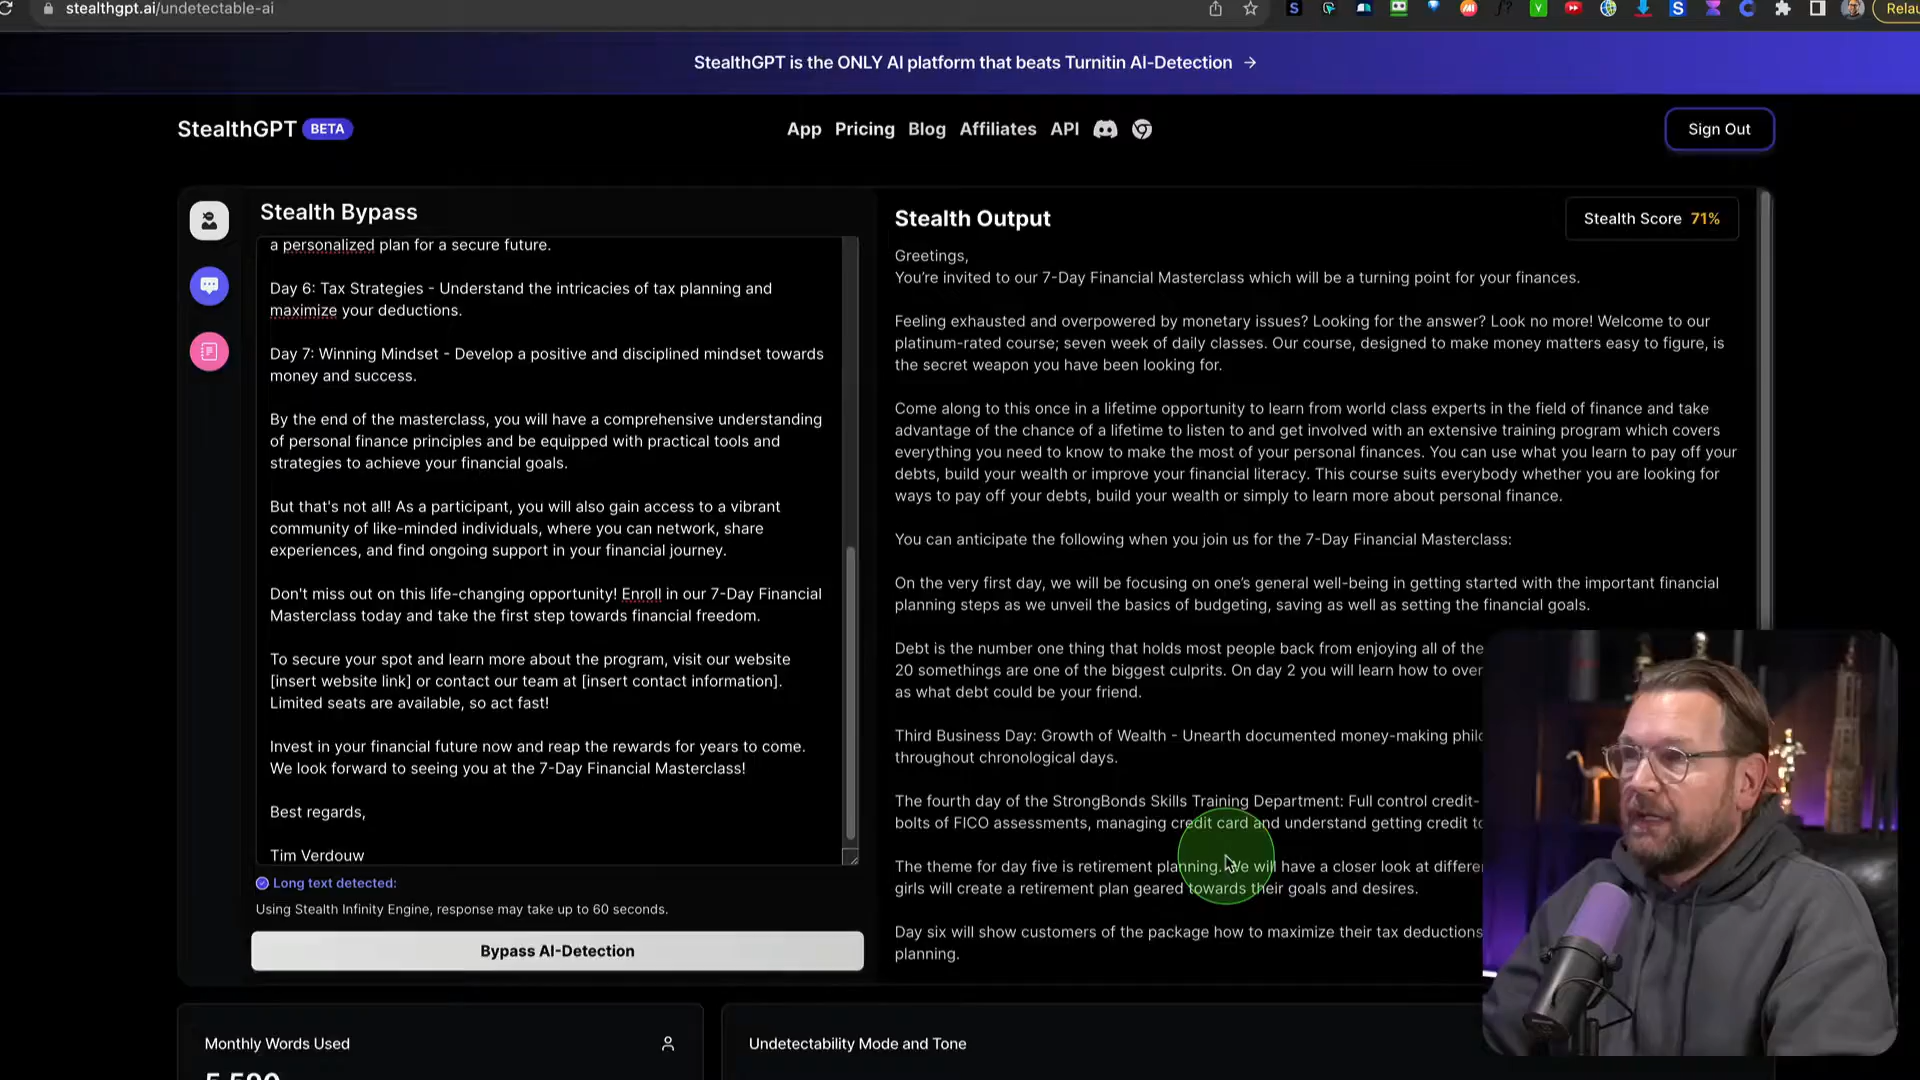 stealthgpt.ai/undetectable-ai
Relau
StealthGPT is the ONLY AI platform that beats Turnitin AI-Detection →
StealthGPT BETA
App Pricing Blog Affiliates API
Sign Out
Stealth Bypass
a personalized plan for a secure future.
Day 6: Tax Strategies - Understand the intricacies of tax planning and
maximize your deductions.
Day 7: Winning Mindset - Develop a positive and disciplined mindset towards
money and success.
By the end of the masterclass, you will have a comprehensive understanding
of personal finance principles and be equipped with practical tools and
strategies to achieve your financial goals.
But that's not all! As a participant, you will also gain access to a vibrant
community of like-minded individuals, where you can network, share
experiences, and find ongoing support in your financial journey.
Don't miss out on this life-changing opportunity! Enroll in our 7-Day Financial
Masterclass today and take the first step towards financial freedom.
To secure your spot and learn more about the program, visit our website
[insert website link] or contact our team at [insert contact information].
Limited seats are available, so act fast!
Invest in your financial future now and reap the rewards for years to come.
We look forward to seeing you at the 7-Day Financial Masterclass!
Best regards,
Tim Verdouw
Long text detected:
Using Stealth Infinity Engine, response may take up to 60 seconds.
Bypass AI-Detection
Stealth Output
Stealth Score 71%
Greetings,
You're invited to our 7-Day Financial Masterclass which will be a turning point for your finances.
Feeling exhausted and overpowered by monetary issues? Looking for the answer? Look no more! Welcome to our
platinum-rated course; seven week of daily classes. Our course, designed to make money matters easy to figure, is
the secret weapon you have been looking for.
Come along to this once in a lifetime opportunity to learn from world class experts in the field of finance and take
advantage of the chance of a lifetime to listen to and get involved with an extensive training program which covers
everything you need to know to make the most of your personal finances. You can use what you learn to pay off your
debts, build your wealth or improve your financial literacy. This course suits everybody whether you are looking for
ways to pay off your debts, build your wealth or simply to learn more about personal finance.
You can anticipate the following when you join us for the 7-Day Financial Masterclass:
On the very first day, we will be focusing on one's general well-being in getting started with the important financial
planning steps as we unveil the basics of budgeting, saving as well as setting the financial goals.
Debt is the number one thing that holds most people back from enjoying all of the
20 somethings are one of the biggest culprits. On day 2 you will learn how to over
as what debt could be your friend.
Third Business Day: Growth of Wealth - Unearth documented money-making phil
throughout chronological days.
The fourth day of the StrongBonds Skills Training Department: Full control credit-
bolts of FICO assessments, managing credit card and understand getting credit to
The theme for day five is retirement planning. We will have a closer look at differe
girls will create a retirement plan geared towards their goals and desires.
Day six will show customers of the package how to maximize their tax deductions
planning.
Monthly Words Used
Undetectability Mode and Tone